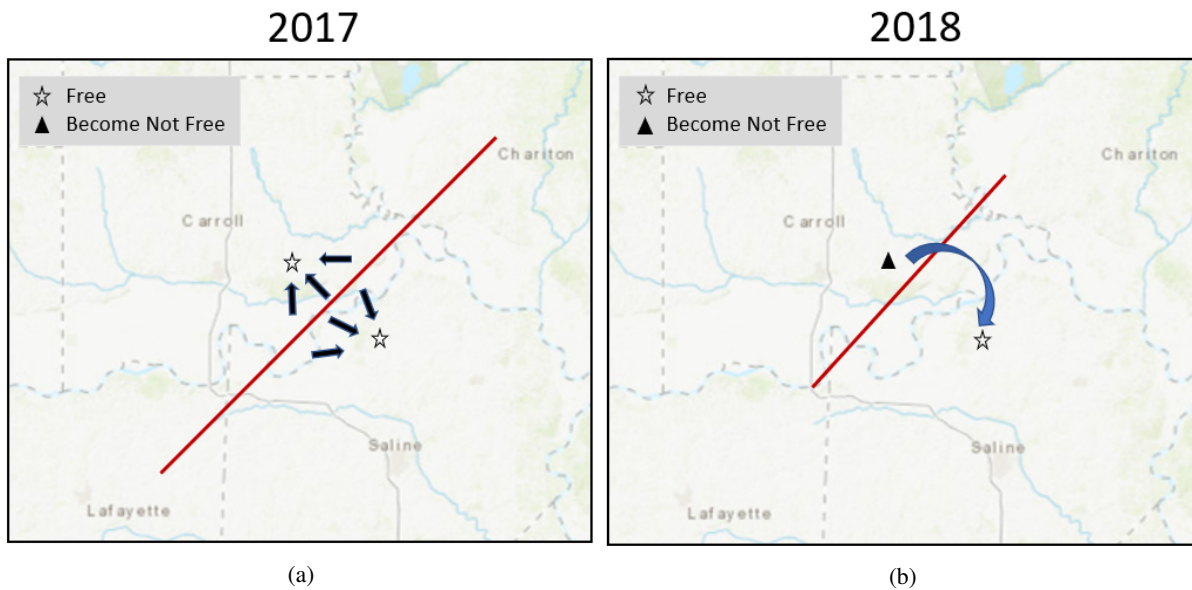 2017
Free
Become Not Free
Chariton
Carroll
Saline
Lafayette
(a)
2018
Free
Become Not Free
Chariton
Carroll
Saline
Lafayette
(b)